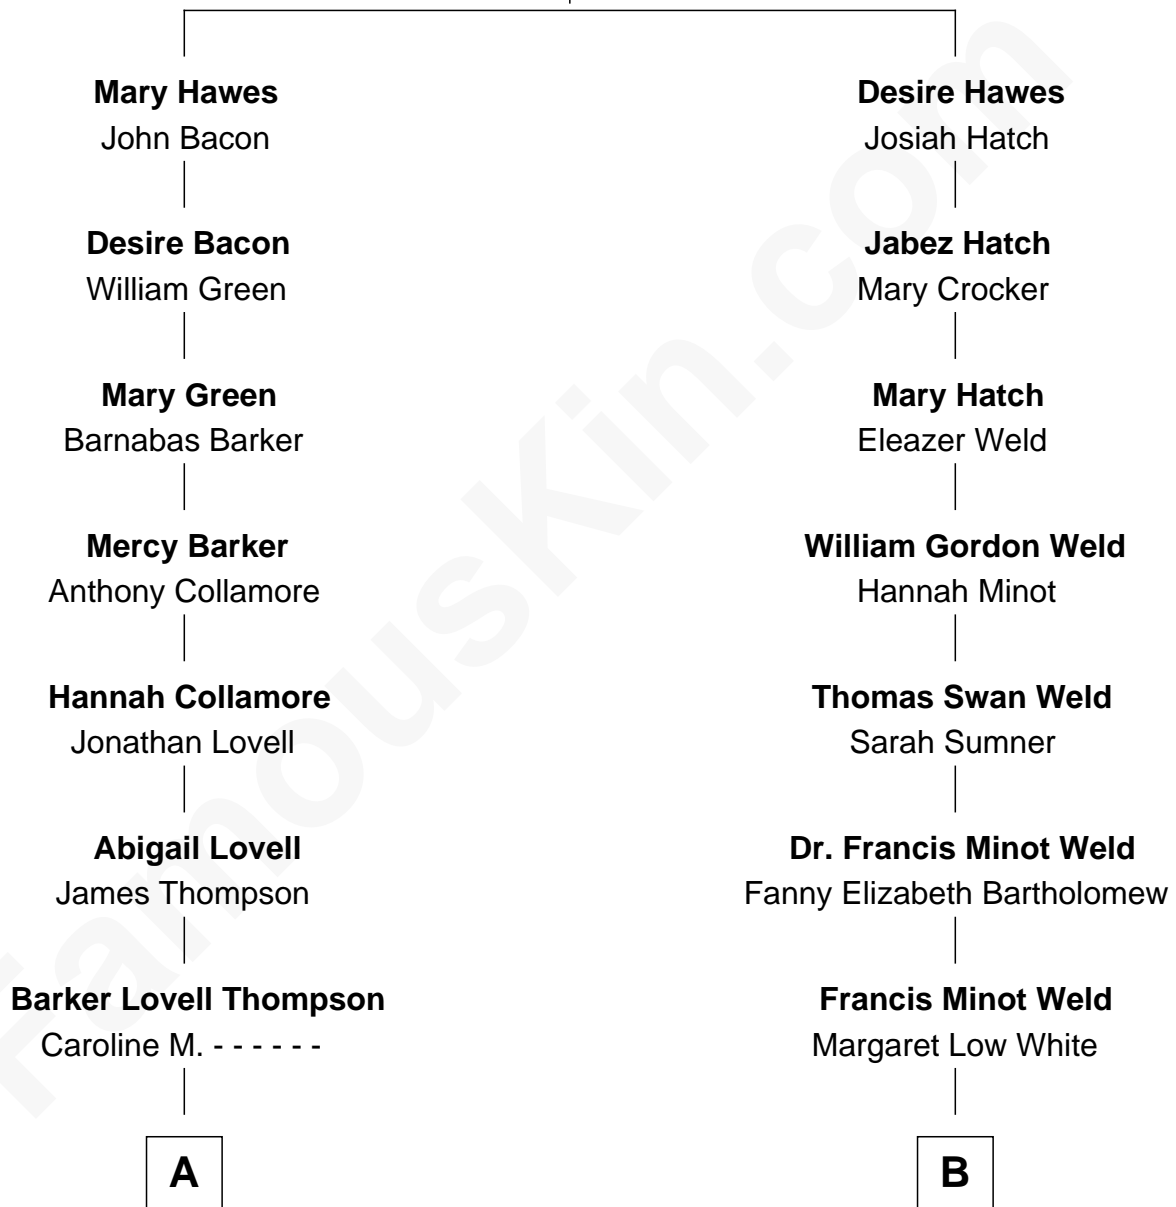 Mary Hawes
John Bacon
Desire Bacon
William Green
Mary Green
Barnabas Barker
Mercy Barker
Anthony Collamore
Hannah Collamore
Jonathan Lovell
Abigail Lovell
James Thompson
Barker Lovell Thompson
Caroline M. - - - - - -
A
Desire Hawes
Josiah Hatch
Jabez Hatch
Mary Crocker
Mary Hatch
Eleazer Weld
William Gordon Weld
Hannah Minot
Thomas Swan Weld
Sarah Sumner
Dr. Francis Minot Weld
Fanny Elizabeth Bartholomew
Francis Minot Weld
Margaret Low White
B
FamousKin.com